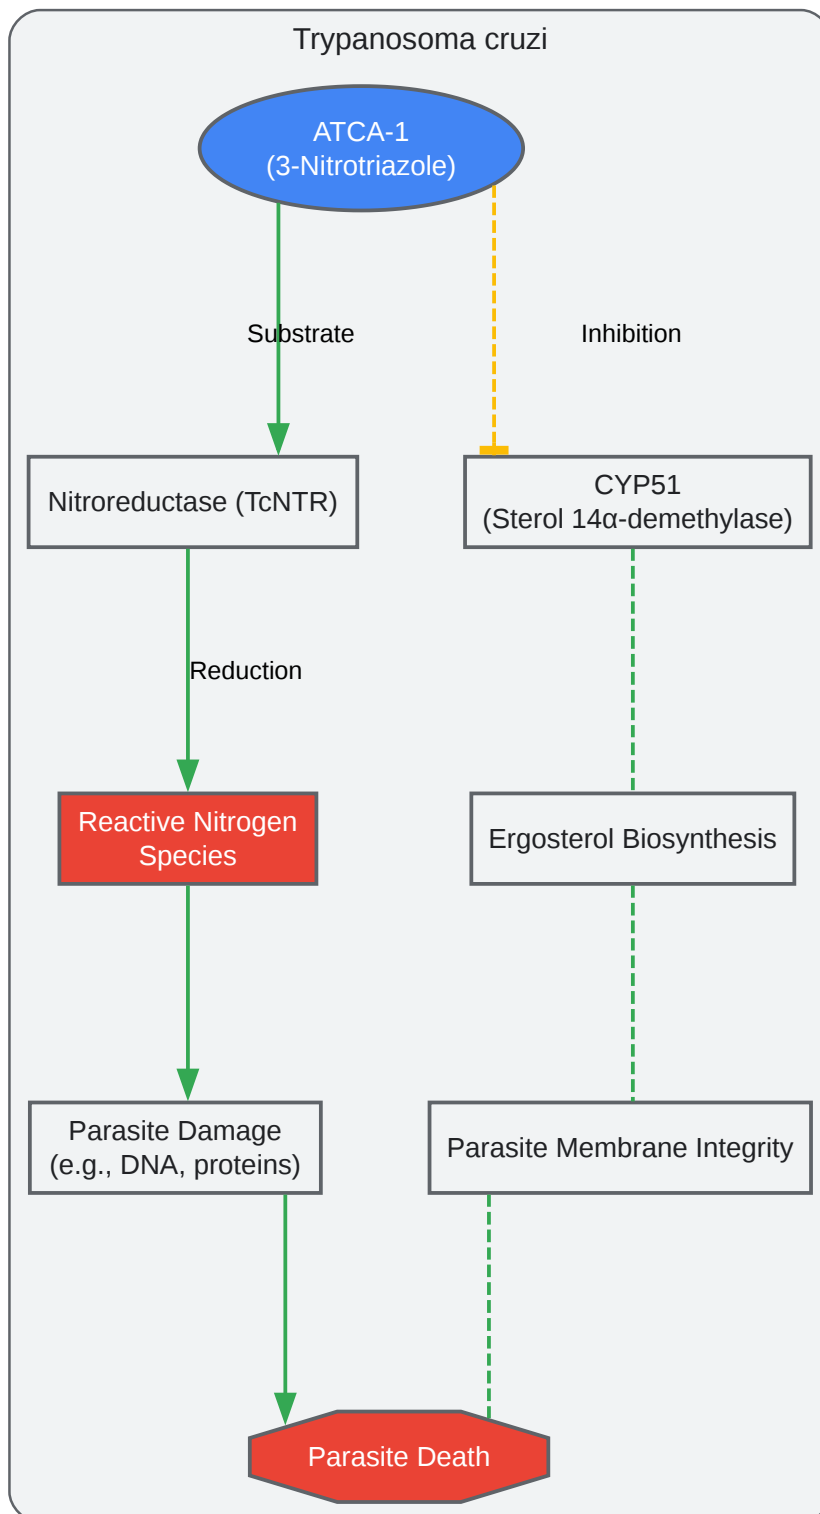 Trypanosoma cruzi
ATCA-1
(3-Nitrotriazole)
Substrate
Inhibition
Nitroreductase (TcNTR)
CYP51
(Sterol 14α-demethylase)
Reduction
Reactive Nitrogen
Species
Ergosterol Biosynthesis
Parasite Damage
(e.g., DNA, proteins)
Parasite Membrane Integrity
Parasite Death